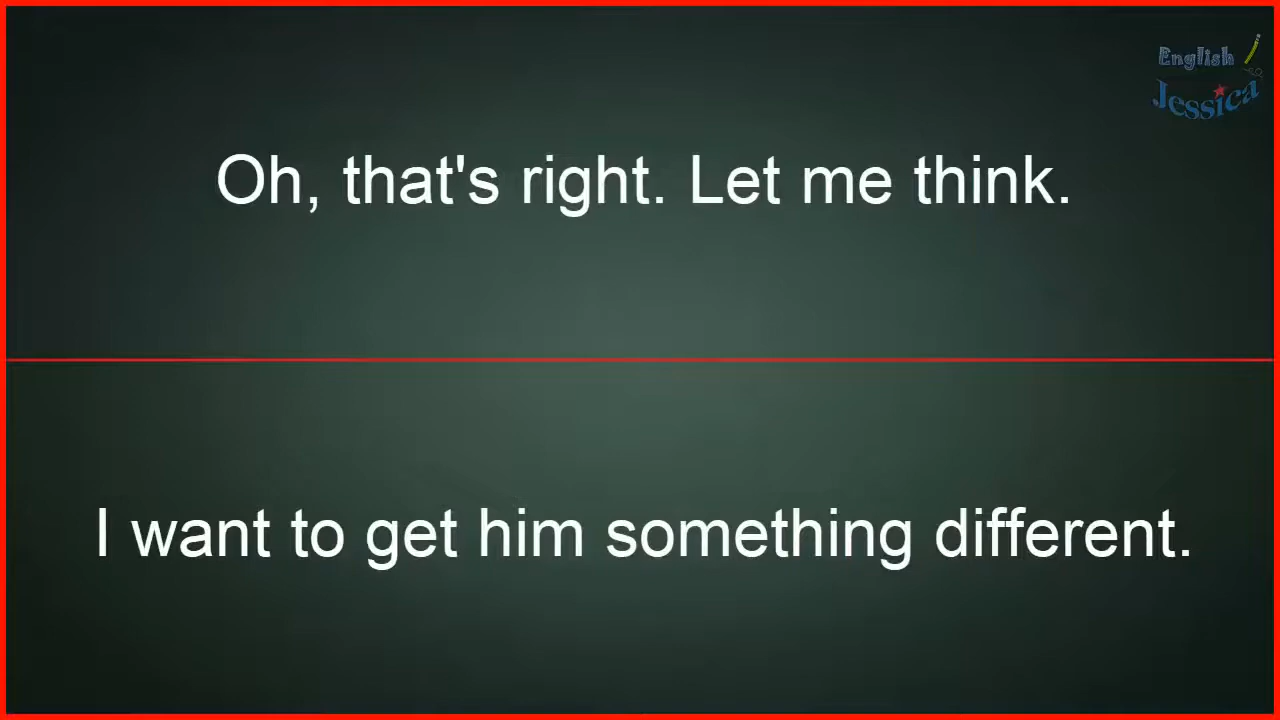 English
Jessica
Oh, that's right. Let me think.
I want to get him something different.